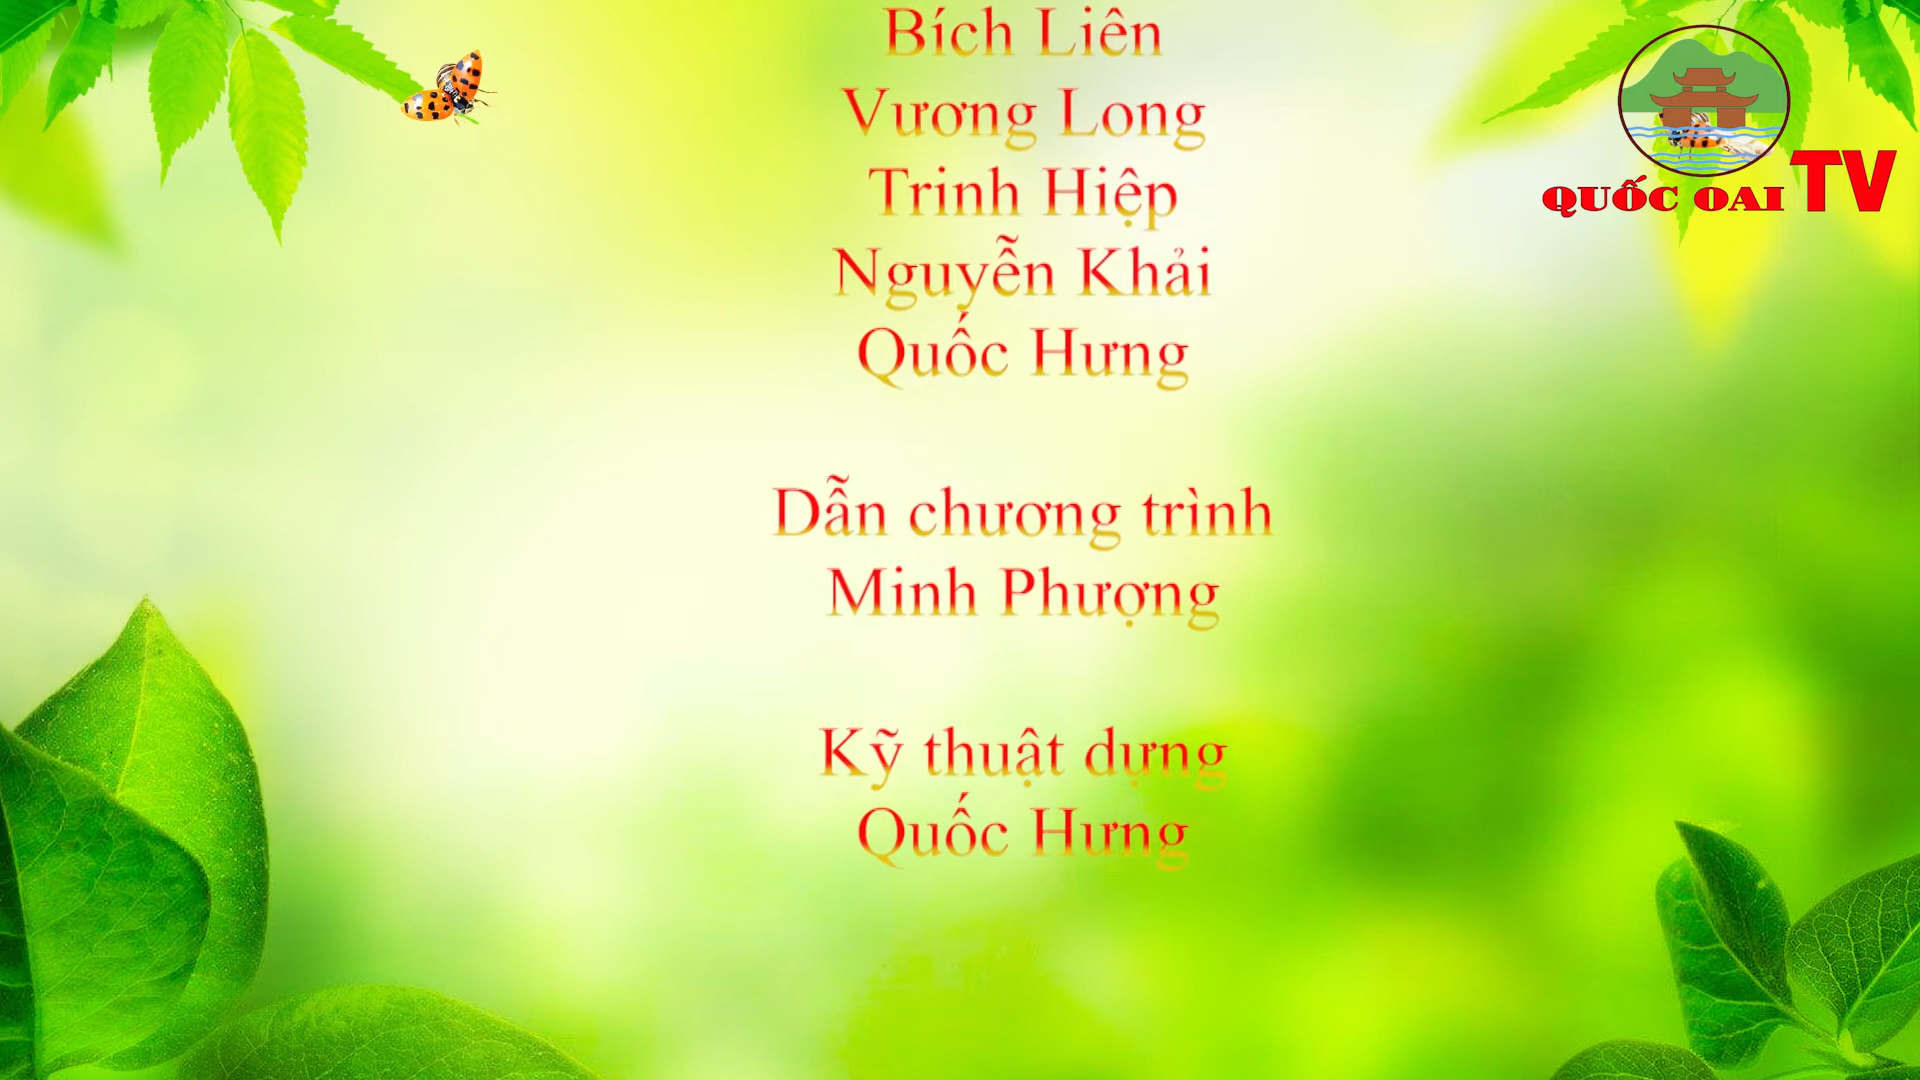 Bích Liên
Vương Long
Trinh Hiệp
Nguyễn Khải
Quốc Hưng
Dẫn chương trình
Minh Phượng
Kỹ thuật dựng
Quốc Hưng
QUỐC OAI TV